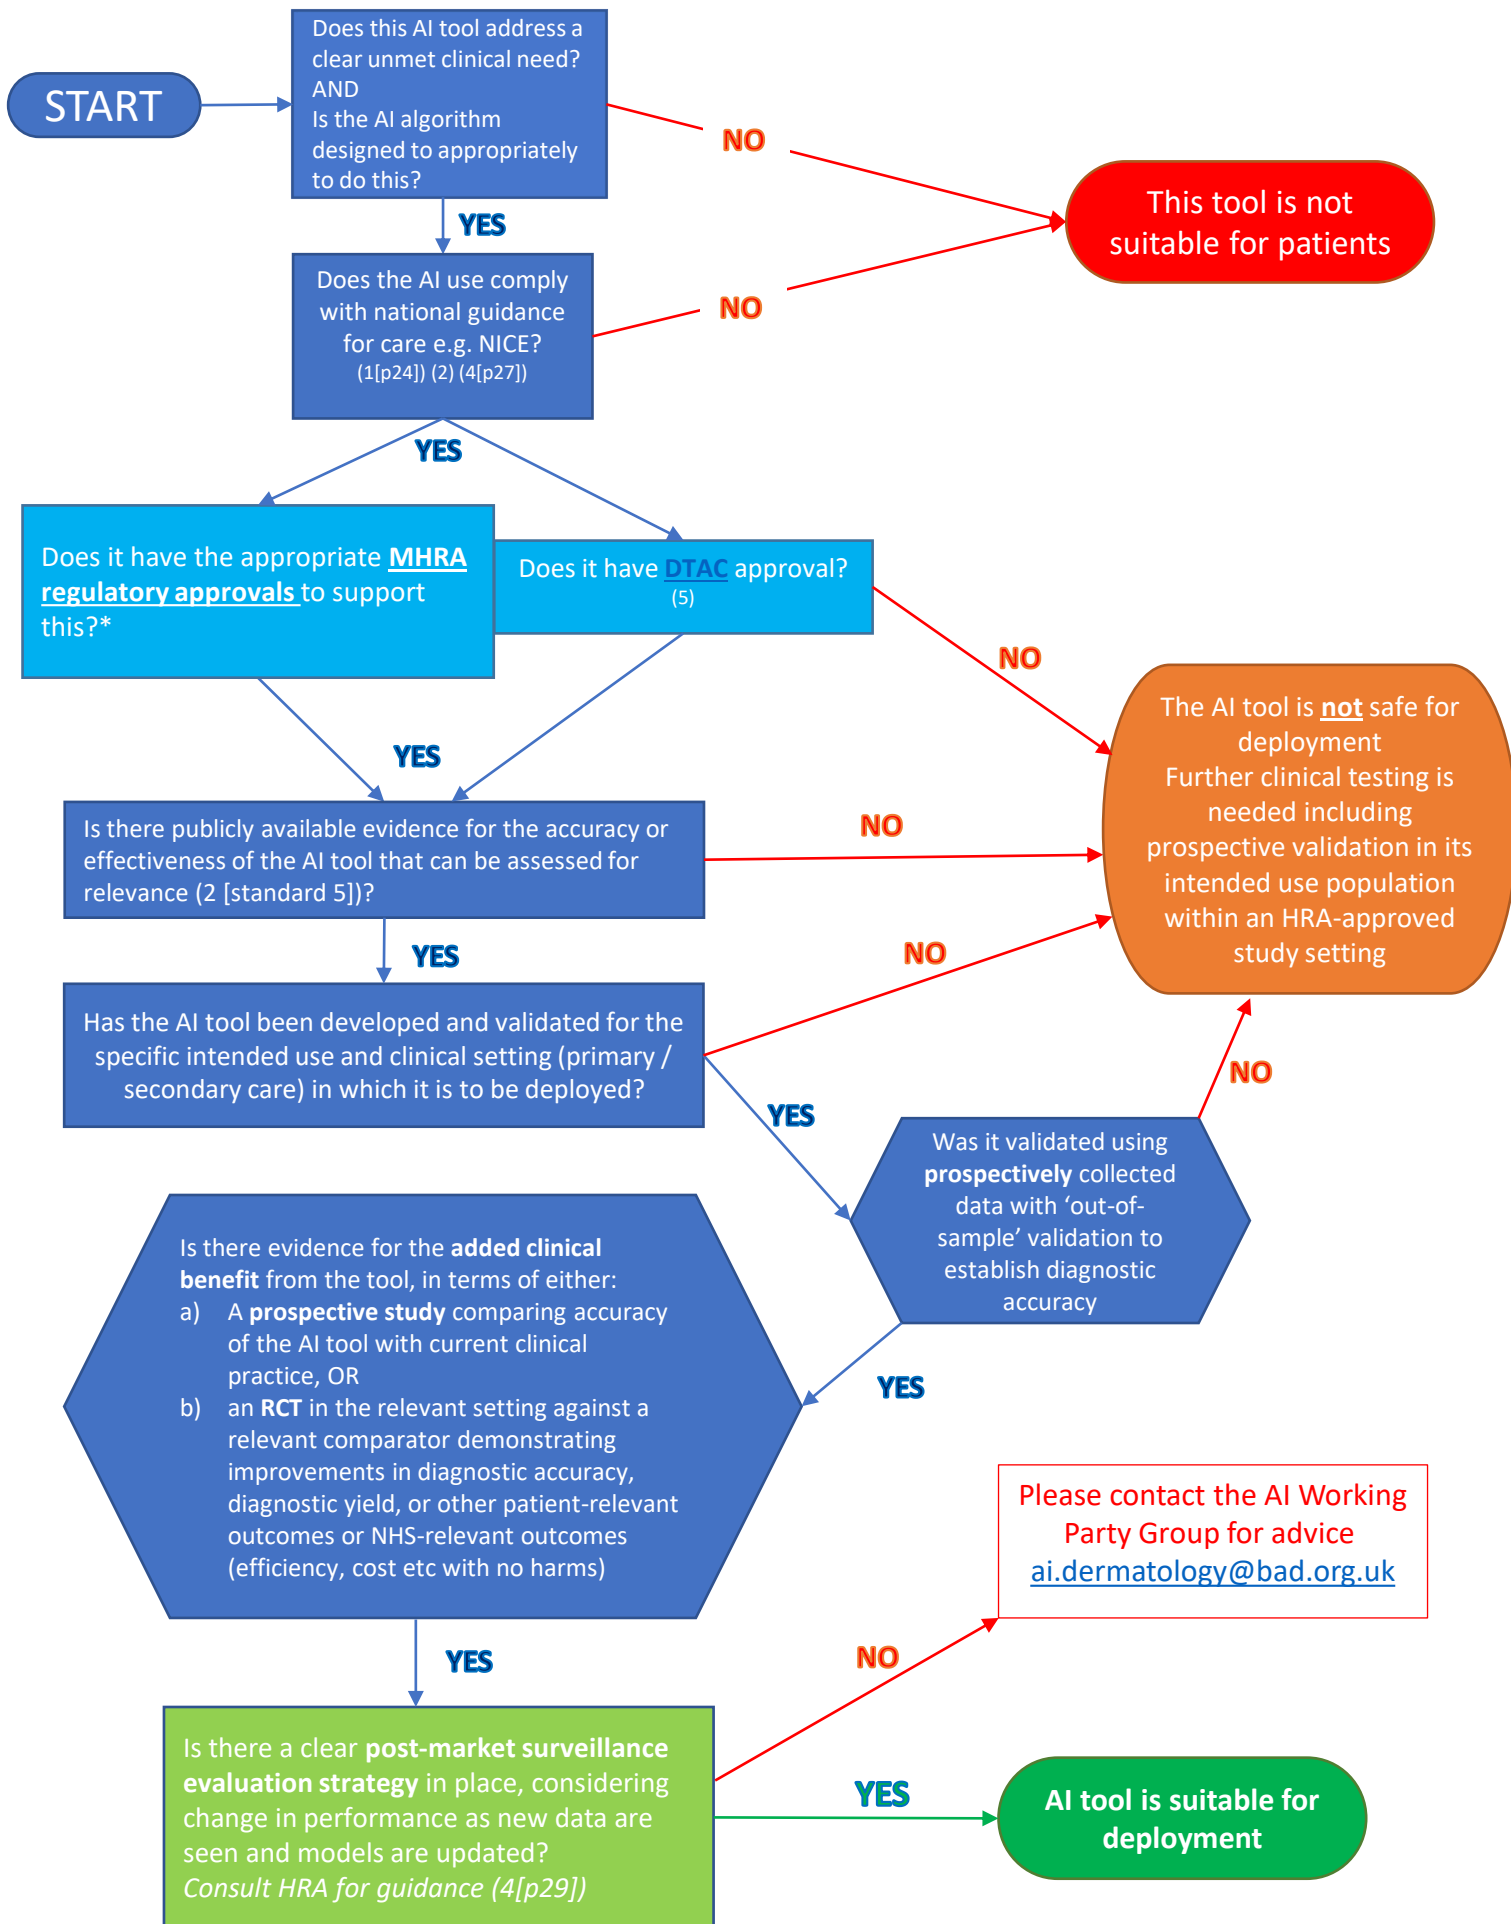 START
Does this AI tool address a
clear unmet clinical need?
AND
Is the AI algorithm
designed to appropriately
to do this?
NO
This tool is not
suitable for patients
YES
Does the AI use comply
with national guidance
for care e.g. NICE?
(1[p24]) (2) (4[p27])
NO
YES
Does it have the appropriate MHRA
regulatory approvals to support
this?*
Does it have DTAC approval?
(5)
NO
YES
The AI tool is not safe for
deployment
Further clinical testing is
needed including
prospective validation in its
intended use population
within an HRA-approved
study setting
Is there publicly available evidence for the accuracy or
effectiveness of the AI tool that can be assessed for
relevance (2 [standard 5])?
NO
YES
Has the AI tool been developed and validated for the
specific intended use and clinical setting (primary /
secondary care) in which it is to be deployed?
NO
YES
Was it validated using
prospectively collected
data with ‘out-of-
sample’ validation to
establish diagnostic
accuracy
NO
YES
Is there evidence for the added clinical
benefit from the tool, in terms of either:
a) A prospective study comparing accuracy
of the AI tool with current clinical
practice, OR
b) an RCT in the relevant setting against a
relevant comparator demonstrating
improvements in diagnostic accuracy,
diagnostic yield, or other patient-relevant
outcomes or NHS-relevant outcomes
(efficiency, cost etc with no harms)
YES
Please contact the AI Working
Party Group for advice
ai.dermatology@bad.org.uk
NO
Is there a clear post-market surveillance
evaluation strategy in place, considering
change in performance as new data are
seen and models are updated?
Consult HRA for guidance (4[p29])
YES
AI tool is suitable for
deployment